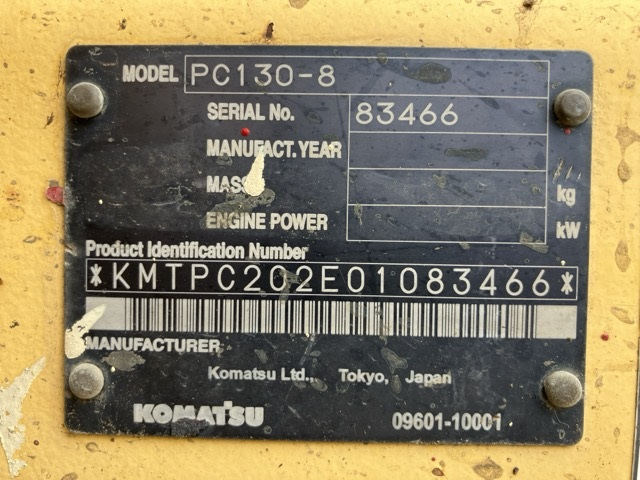 MODEL PC130-8
SERIAL No. 83466
MANUFACT. YEAR
MASS kg
ENGINE POWER kW
Product Identification Number
*KMTPC202E01083466*
MANUFACTURER
Komatsu Ltd., Tokyo, Japan
KOMATSU 09601-10001